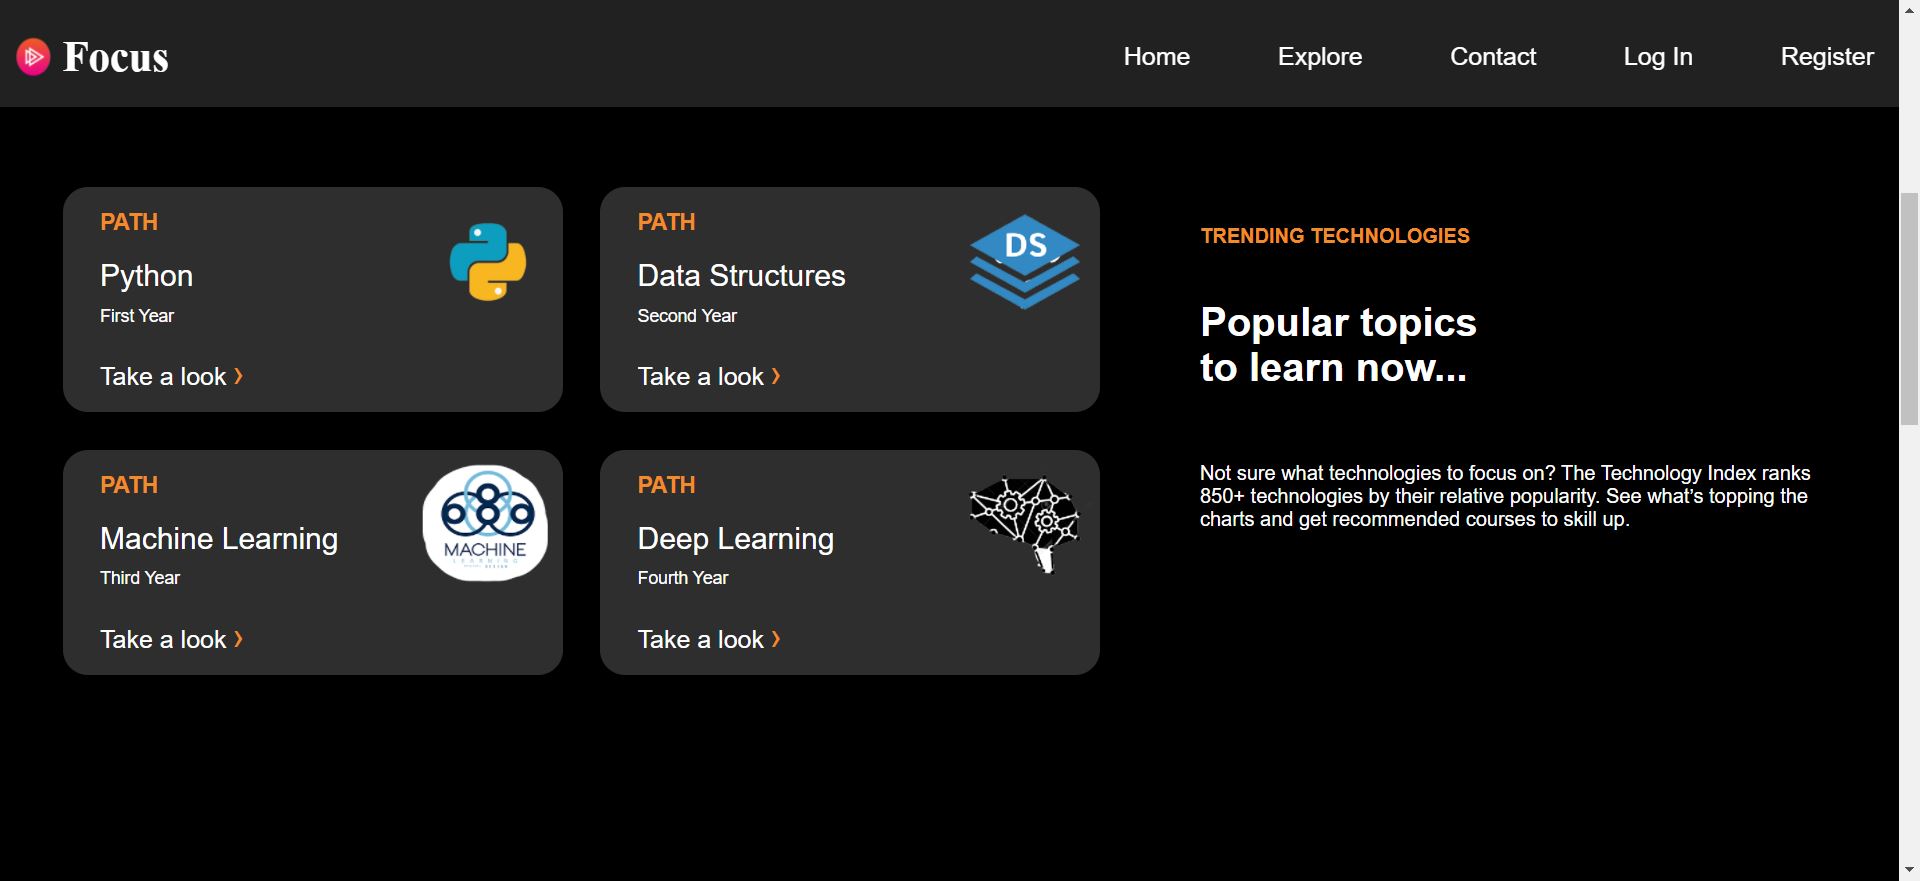 Focus
Home
Explore
Contact
Log In
Register
PATH
Python
First Year
Take a look ›
PATH
DS
Data Structures
Second Year
Take a look ›
PATH
MACHINE
LEARNING
Machine Learning
Third Year
Take a look ›
PATH
Deep Learning
Fourth Year
Take a look ›
TRENDING TECHNOLOGIES
Popular topics
to learn now...
Not sure what technologies to focus on? The Technology Index ranks
850+ technologies by their relative popularity. See what’s topping the
charts and get recommended courses to skill up.